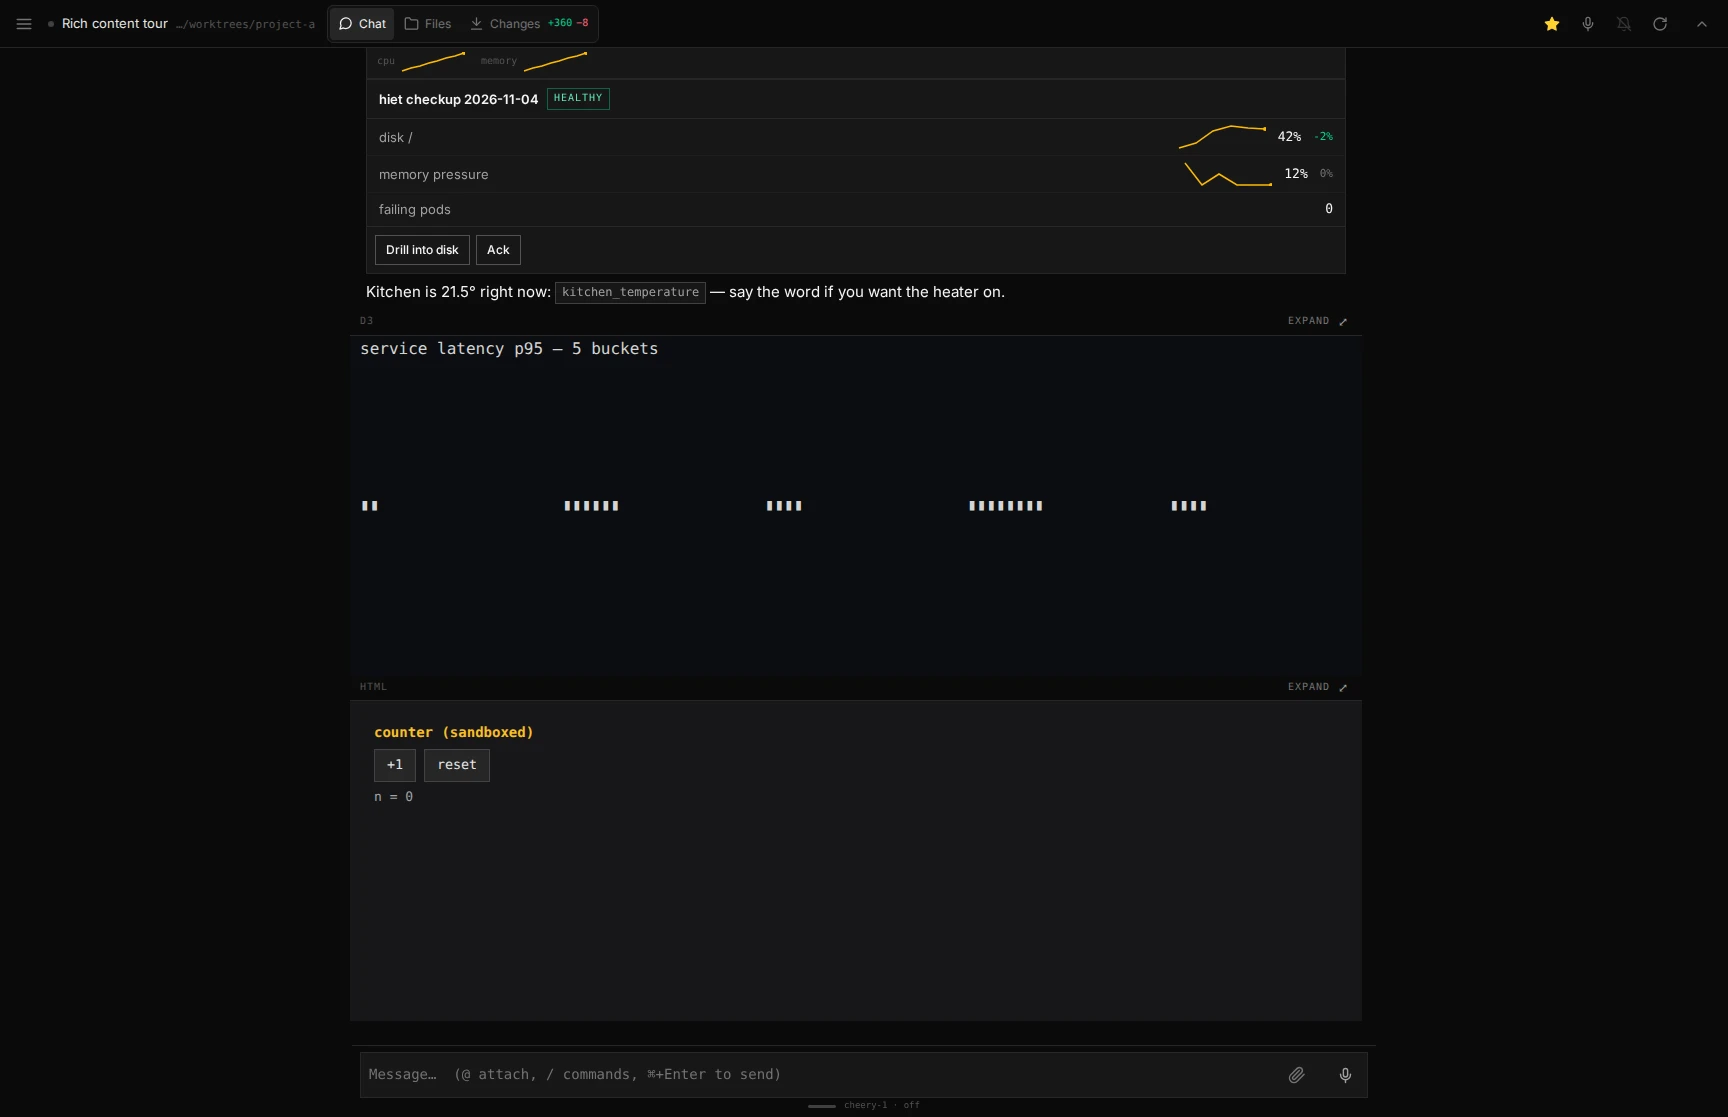 Rich content tour …/worktrees/project-a Chat Files Changes +360 −8
cpu memory
hiet checkup 2026-11-04 HEALTHY
disk / 42% -2%
memory pressure 12% 0%
failing pods 0
Drill into disk Ack
Kitchen is 21.5° right now: kitchen_temperature — say the word if you want the heater on.
D3 EXPAND ⤢
service latency p95 — 5 buckets
▮▮ ▮▮▮▮▮▮ ▮▮▮▮ ▮▮▮▮▮▮▮▮ ▮▮▮▮
HTML EXPAND ⤢
counter (sandboxed)
+1 reset
n = 0
Message… (@ attach, / commands, ⌘+Enter to send)
cheery-1 · off